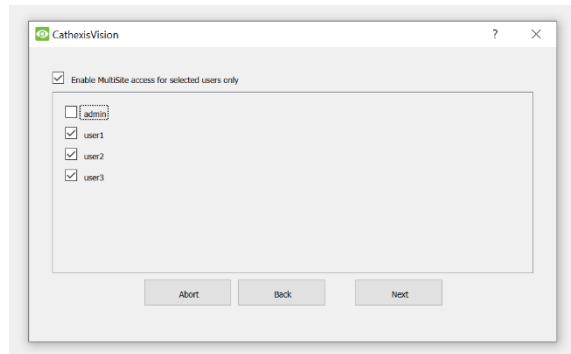 CathexisVision
?
Enable MultiSite access for selected users only
admin
user1
user2
user3
Abort Back Next